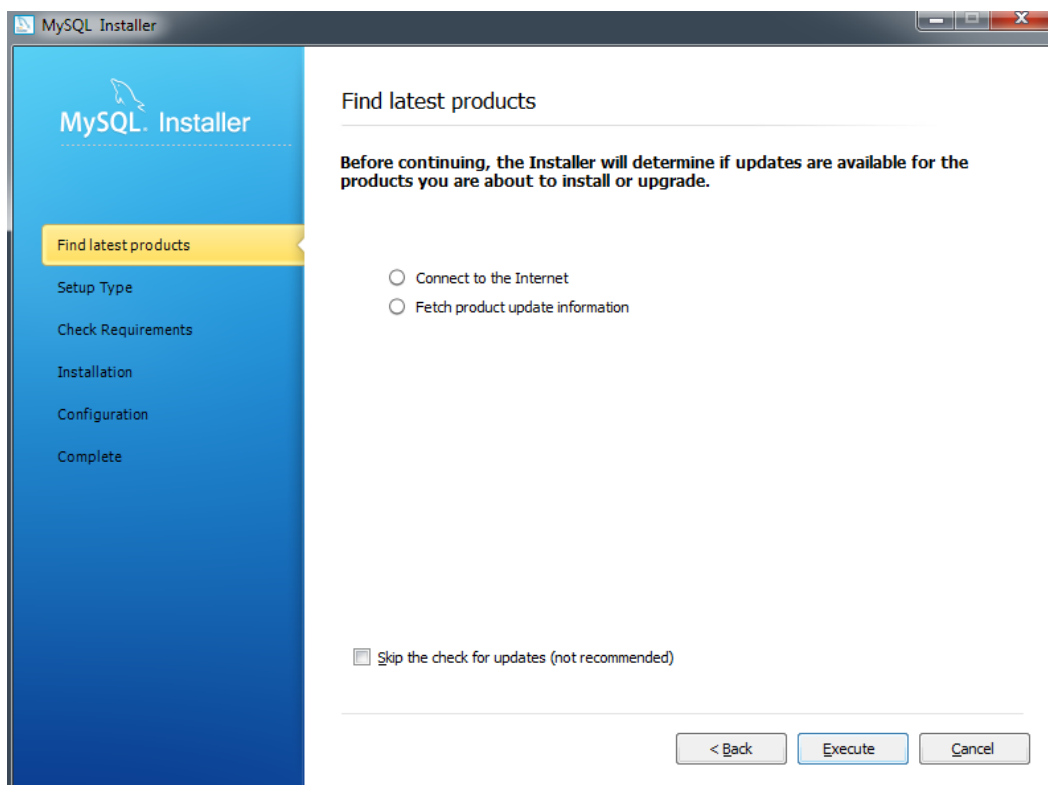 MySQL Installer
MySQL. Installer
Find latest products
Setup Type
Check Requirements
Installation
Configuration
Complete
Find latest products
Before continuing, the Installer will determine if updates are available for the
products you are about to install or upgrade.
Connect to the Internet
Fetch product update information
Skip the check for updates (not recommended)
< Back Execute Cancel